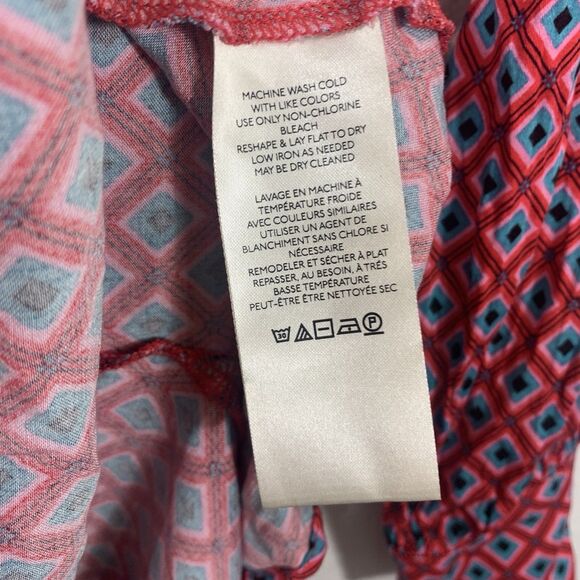 MACHINE WASH COLD
WITH LIKE COLORS
USE ONLY NON-CHLORINE
BLEACH
RESHAPE & LAY FLAT TO DRY
LOW IRON AS NEEDED
MAY BE DRY CLEANED
LAVAGE EN MACHINE À
TEMPÉRATURE FROIDE
AVEC COULEURS SIMILAIRES
UTILISER UN AGENT DE
BLANCHIMENT SANS CHLORE SI
NÉCESSAIRE
REMODELER ET SÉCHER À PLAT
REPASSER, AU BESOIN, À TRÉS
BASSE TEMPÉRATURE
PEUT-ÊTRE ÊTRE NETTOYÉE SEC
30 P